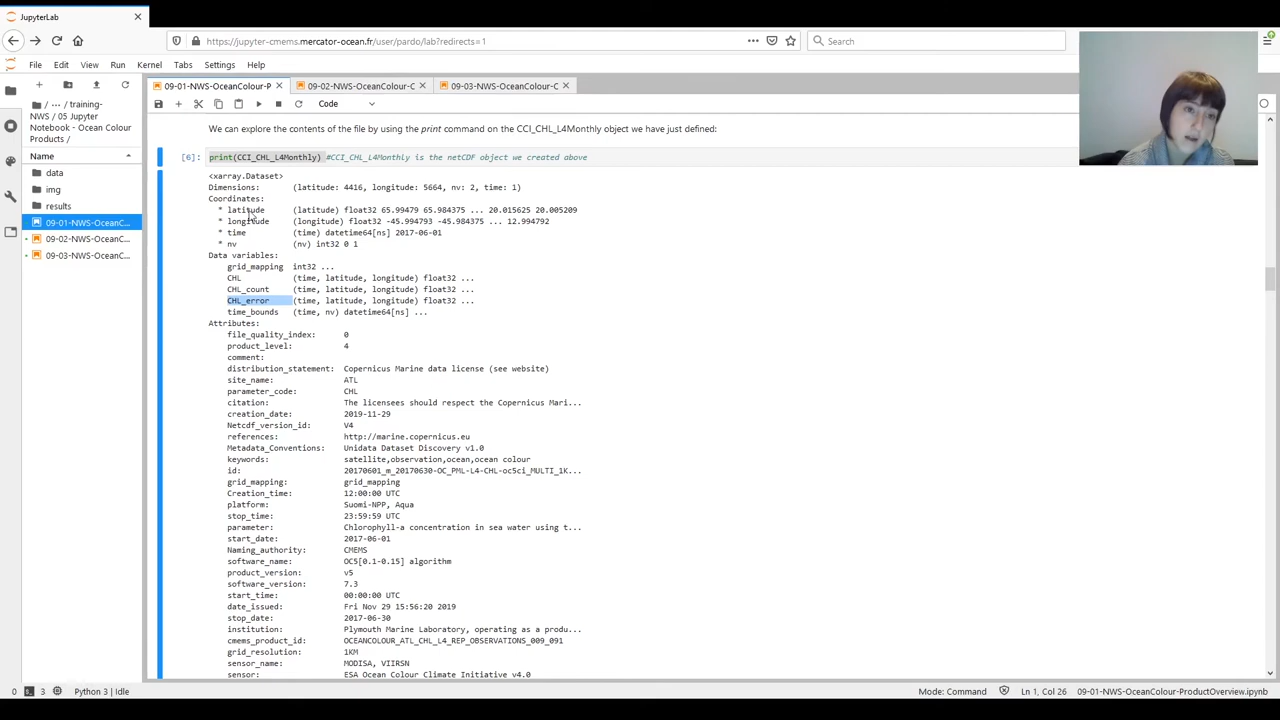 JupyterLab
https://jupyter-cmems.mercator-ocean.fr/user/pardo/lab?redirects=1
Search
File Edit View Run Kernel Tabs Settings Help
09-01-NWS-OceanColour-P
09-02-NWS-OceanColour-C
09-03-NWS-OceanColour-C
Code
/ ··· / training-
NWS / 05 Jupyter
Notebook - Ocean Colour
Products /
Name
data
img
results
09-01-NWS-OceanC...
09-02-NWS-OceanC...
09-03-NWS-OceanC...
We can explore the contents of the file by using the print command on the CCI_CHL_L4Monthly object we have just defined:
[6]: print(CCI_CHL_L4Monthly) #CCI_CHL_L4Monthly is the netCDF object we created above
<xarray.Dataset>
Dimensions: (latitude: 4416, longitude: 5664, nv: 2, time: 1)
Coordinates:
* latitude (latitude) float32 65.99479 65.984375 ... 20.015625 20.005209
* longitude (longitude) float32 -45.994793 -45.984375 ... 12.994792
* time (time) datetime64[ns] 2017-06-01
* nv (nv) int32 0 1
Data variables:
grid_mapping int32 ...
CHL (time, latitude, longitude) float32 ...
CHL_count (time, latitude, longitude) float32 ...
CHL_error (time, latitude, longitude) float32 ...
time_bounds (time, nv) datetime64[ns] ...
Attributes:
file_quality_index: 0
product_level: 4
comment:
distribution_statement: Copernicus Marine data license (see website)
site_name: ATL
parameter_code: CHL
citation: The licensees should respect the Copernicus Mari...
creation_date: 2019-11-29
Netcdf_version_id: V4
references: http://marine.copernicus.eu
Metadata_Conventions: Unidata Dataset Discovery v1.0
keywords: satellite,observation,ocean,ocean colour
id: 20170601_m_20170630-OC_PML-L4-CHL-oc5ci_MULTI_1K...
grid_mapping: grid_mapping
Creation_time: 12:00:00 UTC
platform: Suomi-NPP, Aqua
stop_time: 23:59:59 UTC
parameter: Chlorophyll-a concentration in sea water using t...
start_date: 2017-06-01
Naming_authority: CMEMS
software_name: OC5[0.1-0.15] algorithm
product_version: v5
software_version: 7.3
start_time: 00:00:00 UTC
date_issued: Fri Nov 29 15:56:20 2019
stop_date: 2017-06-30
institution: Plymouth Marine Laboratory, operating as a produ...
cmems_product_id: OCEANCOLOUR_ATL_CHL_L4_REP_OBSERVATIONS_009_091
grid_resolution: 1KM
sensor_name: MODISA, VIIRSN
sensor: ESA Ocean Colour Climate Initiative v4.0
0 3 Python 3 | Idle
Mode: Command Ln 1, Col 26 09-01-NWS-OceanColour-ProductOverview.ipynb